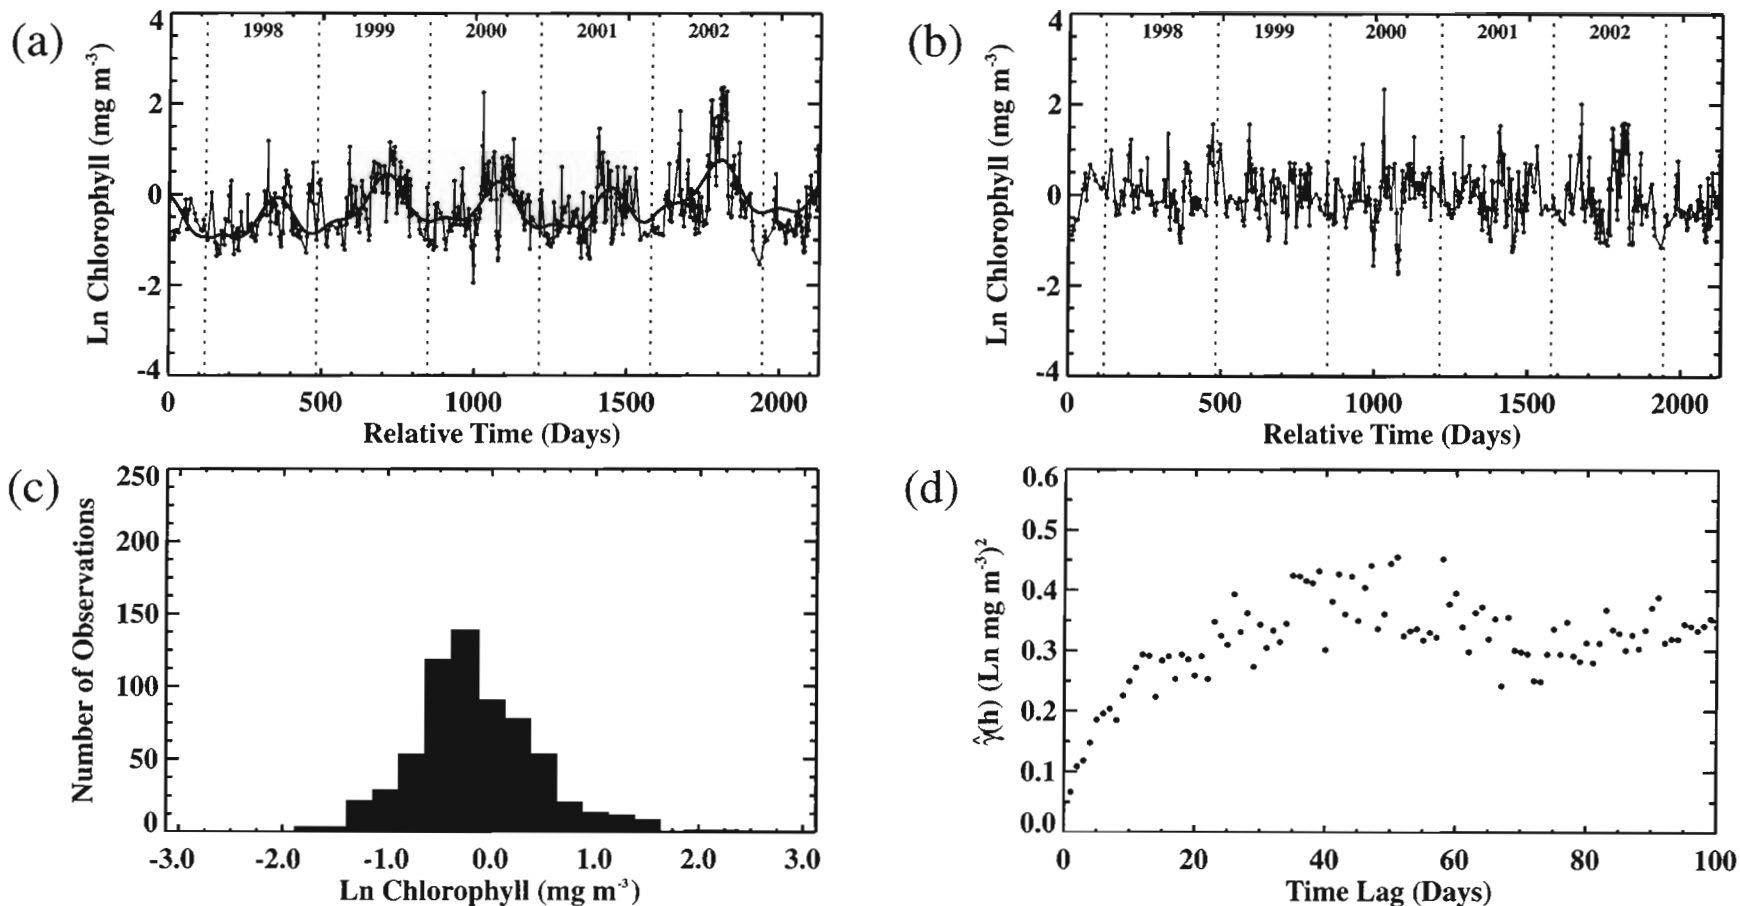 (a)
4
2
0
-2
-4
Ln Chlorophyll (mg m⁻³)
1998 1999 2000 2001 2002
0 500 1000 1500 2000
Relative Time (Days)
(b)
4
2
0
-2
-4
Ln Chlorophyll (mg m⁻³)
1998 1999 2000 2001 2002
0 500 1000 1500 2000
Relative Time (Days)
(c)
250
200
150
100
50
0
Number of Observations
-3.0 -2.0 -1.0 0.0 1.0 2.0 3.0
Ln Chlorophyll (mg m⁻³)
(d)
0.6
0.5
0.4
0.3
0.2
0.1
0.0
γ̂(h) (Ln mg m⁻³)²
0 20 40 60 80 100
Time Lag (Days)